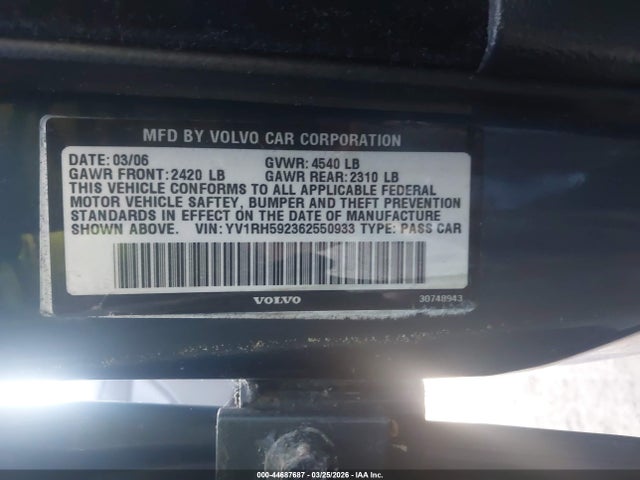 MFD BY VOLVO CAR CORPORATION
DATE: 03/06 GVWR: 4540 LB
GAWR FRONT: 2420 LB GAWR REAR: 2310 LB
THIS VEHICLE CONFORMS TO ALL APPLICABLE FEDERAL
MOTOR VEHICLE SAFTEY, BUMPER AND THEFT PREVENTION
STANDARDS IN EFFECT ON THE DATE OF MANUFACTURE
SHOWN ABOVE. VIN: YV1RH592362550933 TYPE: PASS CAR
VOLVO 30748943
000-44687687 - 03/25/2026 - IAA Inc.